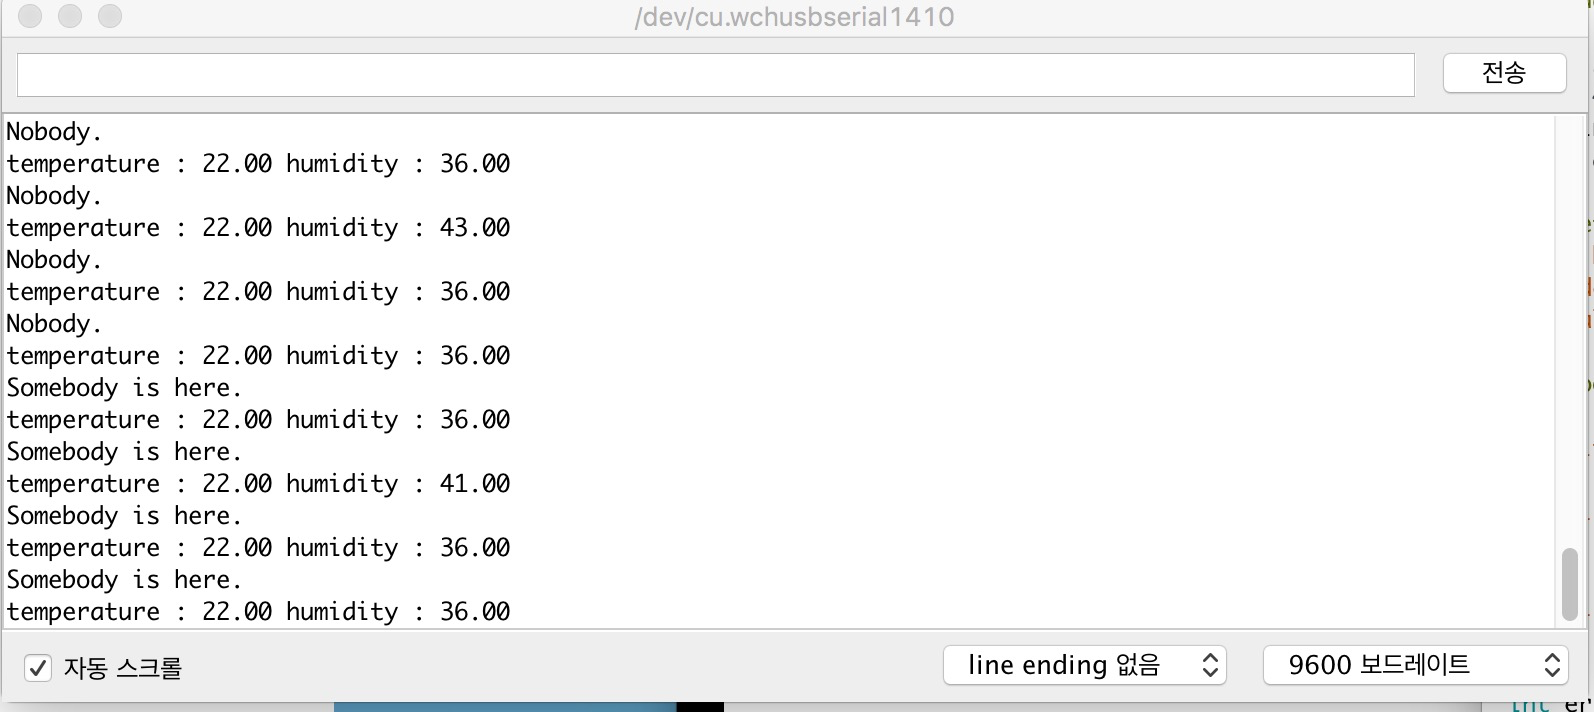 /dev/cu.wchusbserial1410
전송
Nobody.
temperature : 22.00 humidity : 36.00
Nobody.
temperature : 22.00 humidity : 43.00
Nobody.
temperature : 22.00 humidity : 36.00
Nobody.
temperature : 22.00 humidity : 36.00
Somebody is here.
temperature : 22.00 humidity : 36.00
Somebody is here.
temperature : 22.00 humidity : 41.00
Somebody is here.
temperature : 22.00 humidity : 36.00
Somebody is here.
temperature : 22.00 humidity : 36.00
자동 스크롤 line ending 없음 9600 보드레이트